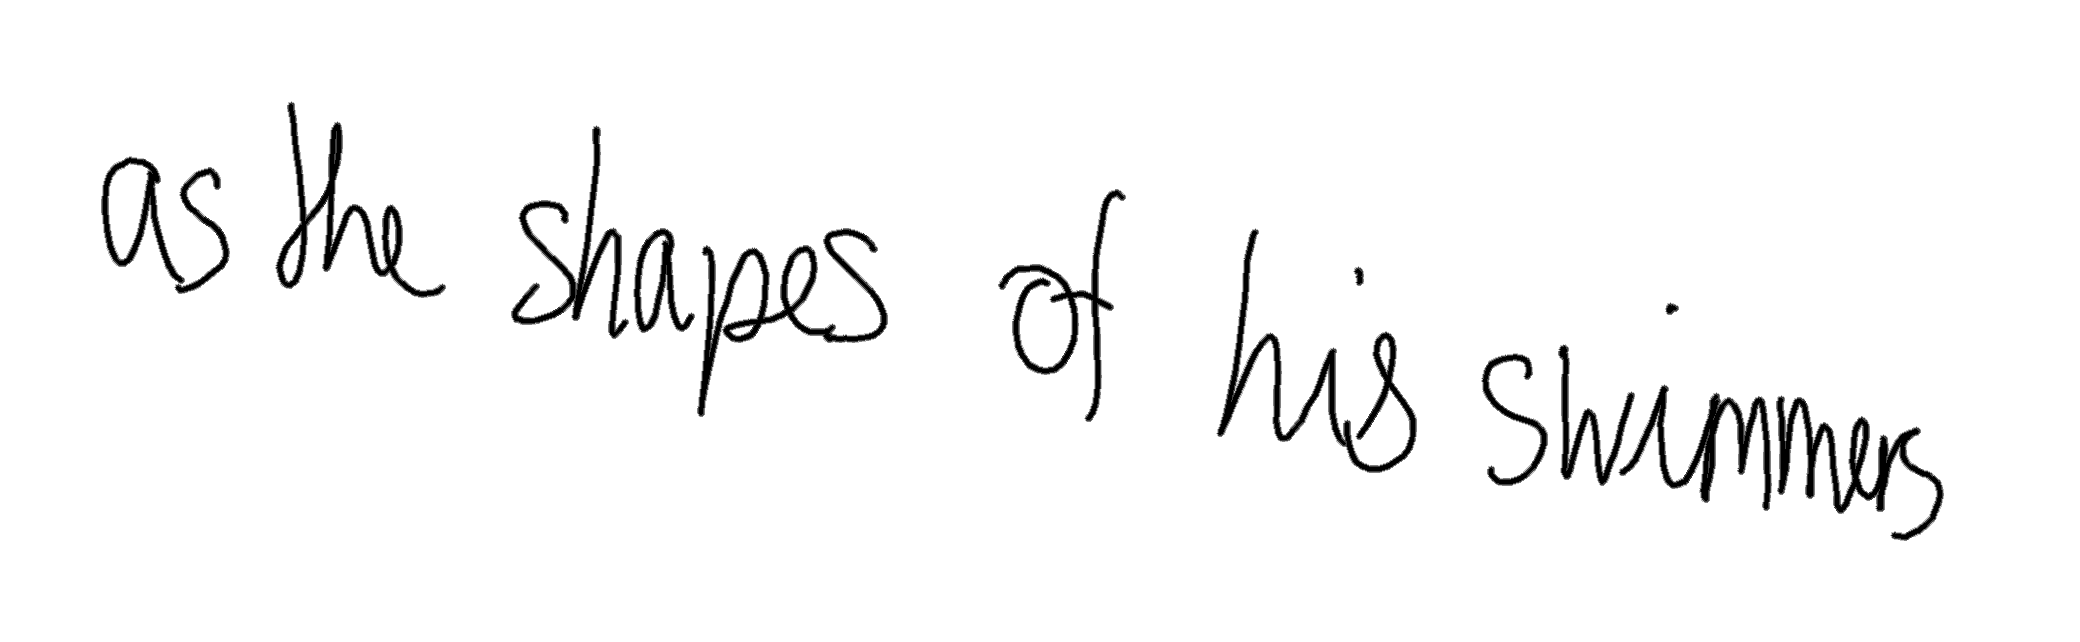 as the shapes of his swimmers